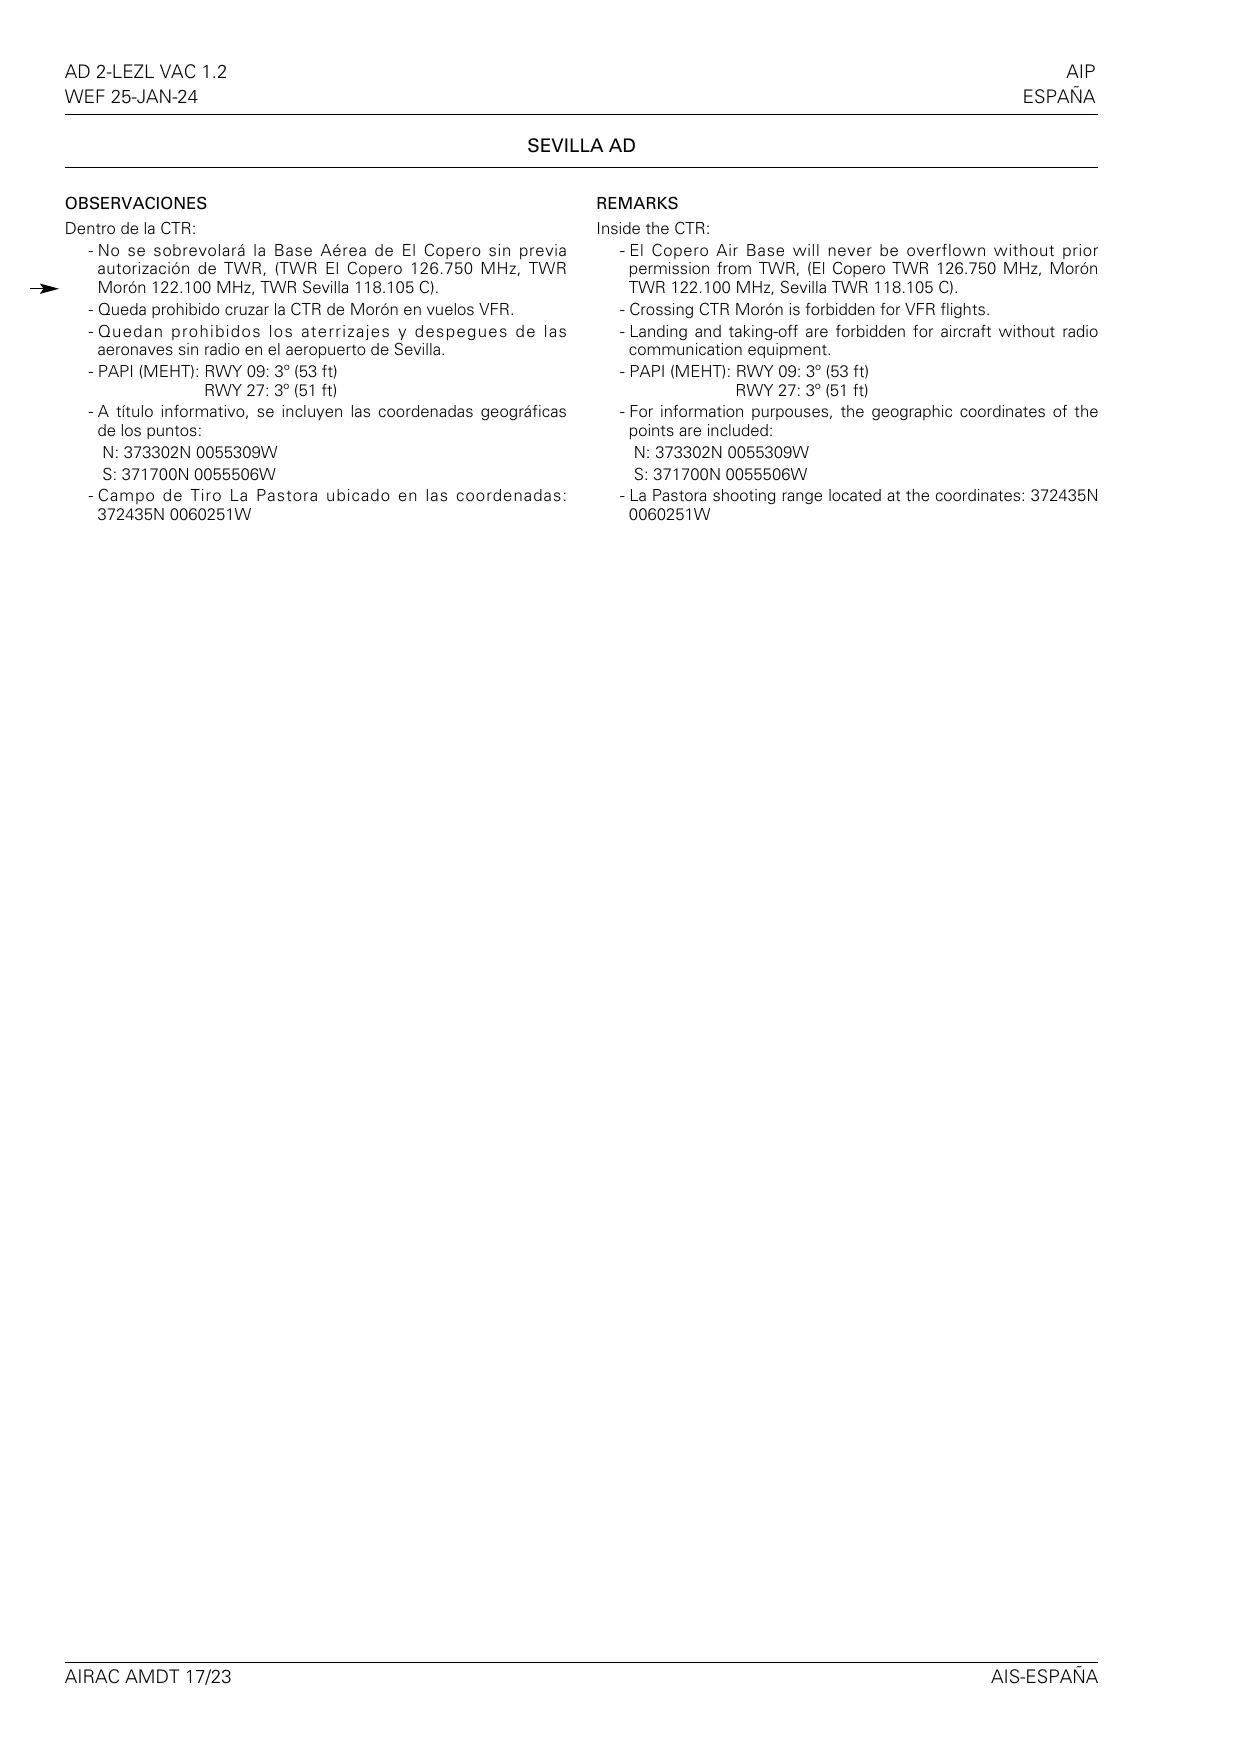 AD 2-LEZL VAC 1.2
WEF 25-JAN-24
AIP
ESPAÑA
SEVILLA AD
OBSERVACIONES
Dentro de la CTR:
- No se sobrevolará la Base Aérea de El Copero sin previa
autorización de TWR, (TWR El Copero 126.750 MHz, TWR
Morón 122.100 MHz, TWR Sevilla 118.105 C).
- Queda prohibido cruzar la CTR de Morón en vuelos VFR.
- Quedan prohibidos los aterrizajes y despegues de las
aeronaves sin radio en el aeropuerto de Sevilla.
- PAPI (MEHT): RWY 09: 3º (53 ft)
RWY 27: 3º (51 ft)
- A título informativo, se incluyen las coordenadas geográficas
de los puntos:
N: 373302N 0055309W
S: 371700N 0055506W
- Campo de Tiro La Pastora ubicado en las coordenadas:
372435N 0060251W
REMARKS
Inside the CTR:
- El Copero Air Base will never be overflown without prior
permission from TWR, (El Copero TWR 126.750 MHz, Morón
TWR 122.100 MHz, Sevilla TWR 118.105 C).
- Crossing CTR Morón is forbidden for VFR flights.
- Landing and taking-off are forbidden for aircraft without radio
communication equipment.
- PAPI (MEHT): RWY 09: 3º (53 ft)
RWY 27: 3º (51 ft)
- For information purpouses, the geographic coordinates of the
points are included:
N: 373302N 0055309W
S: 371700N 0055506W
- La Pastora shooting range located at the coordinates: 372435N
0060251W
AIRAC AMDT 17/23
AIS-ESPAÑA